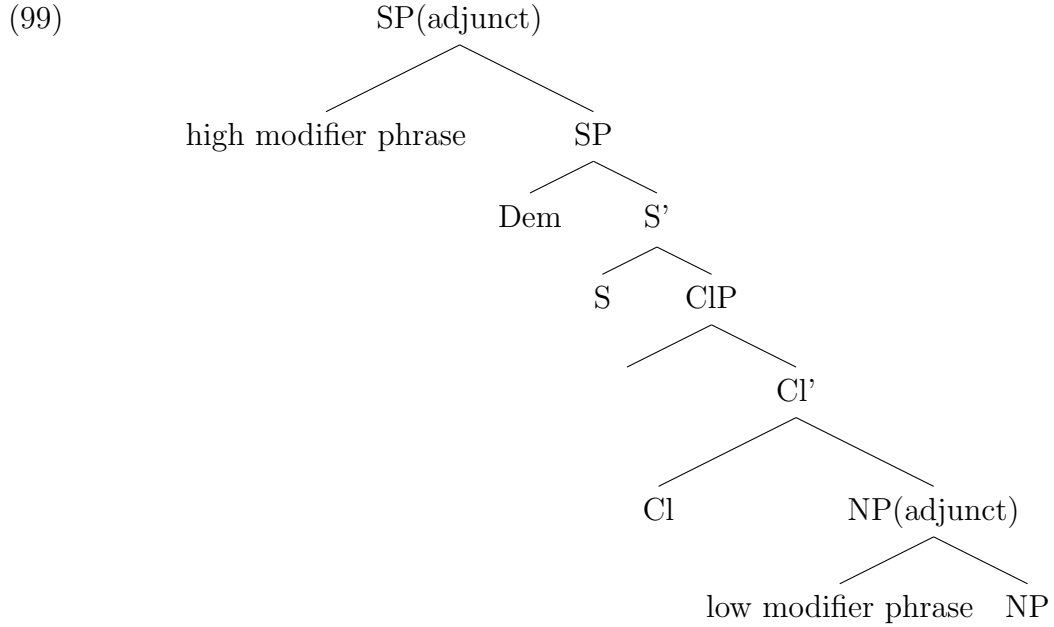 (99) SP(adjunct)
high modifier phrase SP
Dem S’
S ClP
Cl’
Cl NP(adjunct)
low modifier phrase NP